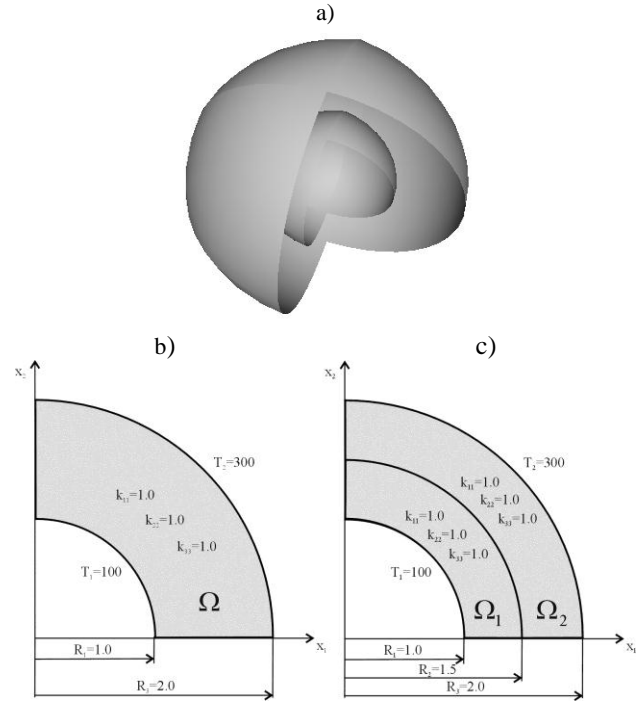 a)
b)
x₂
T₂=300
k₁₁=1.0
k₂₂=1.0
k₃₃=1.0
T₁=100
Ω
x₁
R₁=1.0
R₃=2.0
c)
x₂
T₂=300
k₁₁=1.0
k₂₂=1.0
k₃₃=1.0
k₁₁=1.0
k₂₂=1.0
k₃₃=1.0
T₁=100
Ω₁
Ω₂
x₁
R₁=1.0
R₂=1.5
R₃=2.0